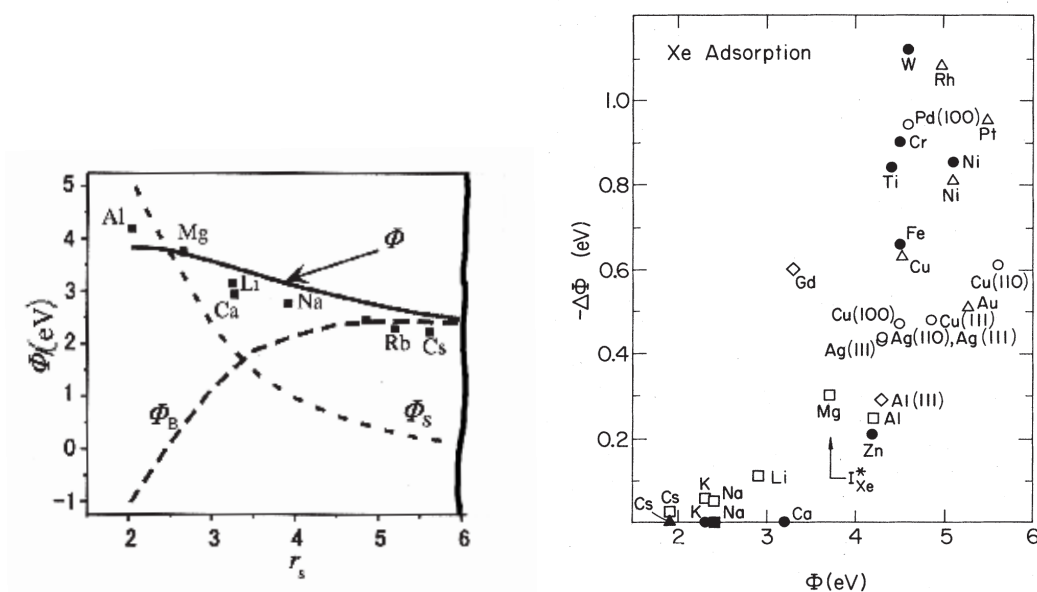 5
4
3
2
1
0
-1
Φ (eV)
Al
Mg
Φ
Li
Ca
Na
Rb
Cs
Φ_B
Φ_S
2
3
4
5
6
r_s
Xe Adsorption
1.0
0.8
0.6
0.4
0.2
-ΔΦ (eV)
W
Rh
Pd(100)
Pt
Cr
Ti
Ni
Ni
Fe
Cu
Gd
Cu(110)
Au
Cu(100)
Cu(111)
Ag(110),Ag(111)
Ag(111)
Mg
Al(111)
Al
Zn
I*_Xe
Li
K
Na
Cs
Cs
K
Na
Ca
2
3
4
5
6
Φ(eV)